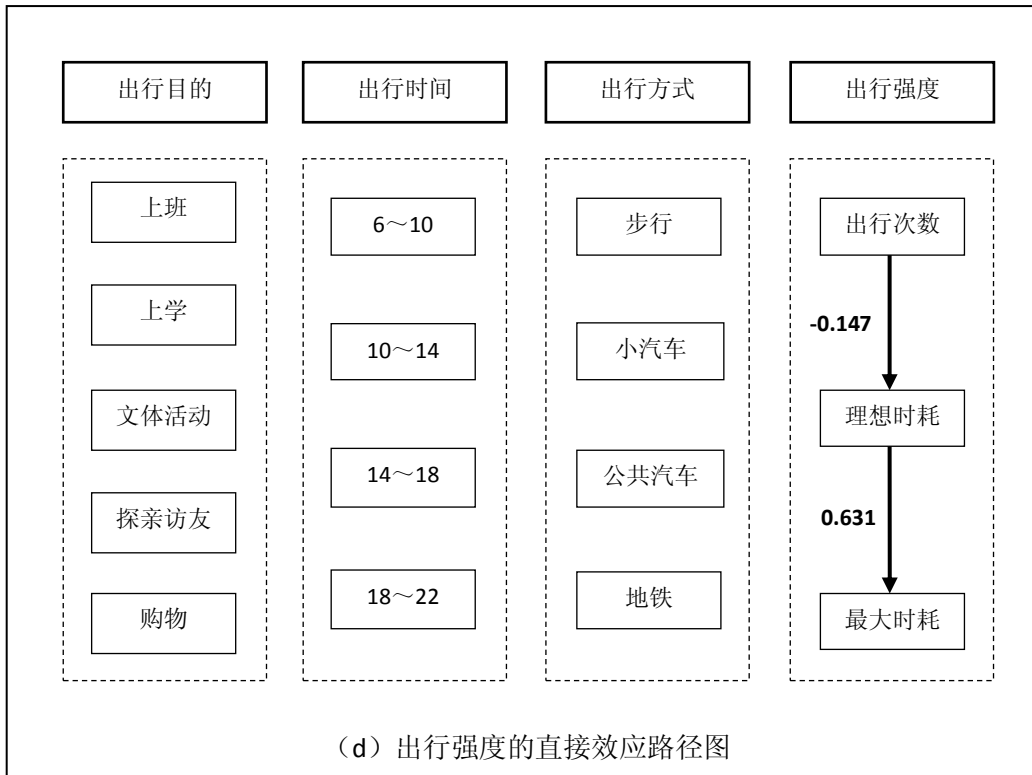 出行目的
出行时间
出行方式
出行强度
上班
上学
文体活动
探亲访友
购物
6～10
10～14
14～18
18～22
步行
小汽车
公共汽车
地铁
出行次数
-0.147
理想时耗
0.631
最大时耗
（d）出行强度的直接效应路径图